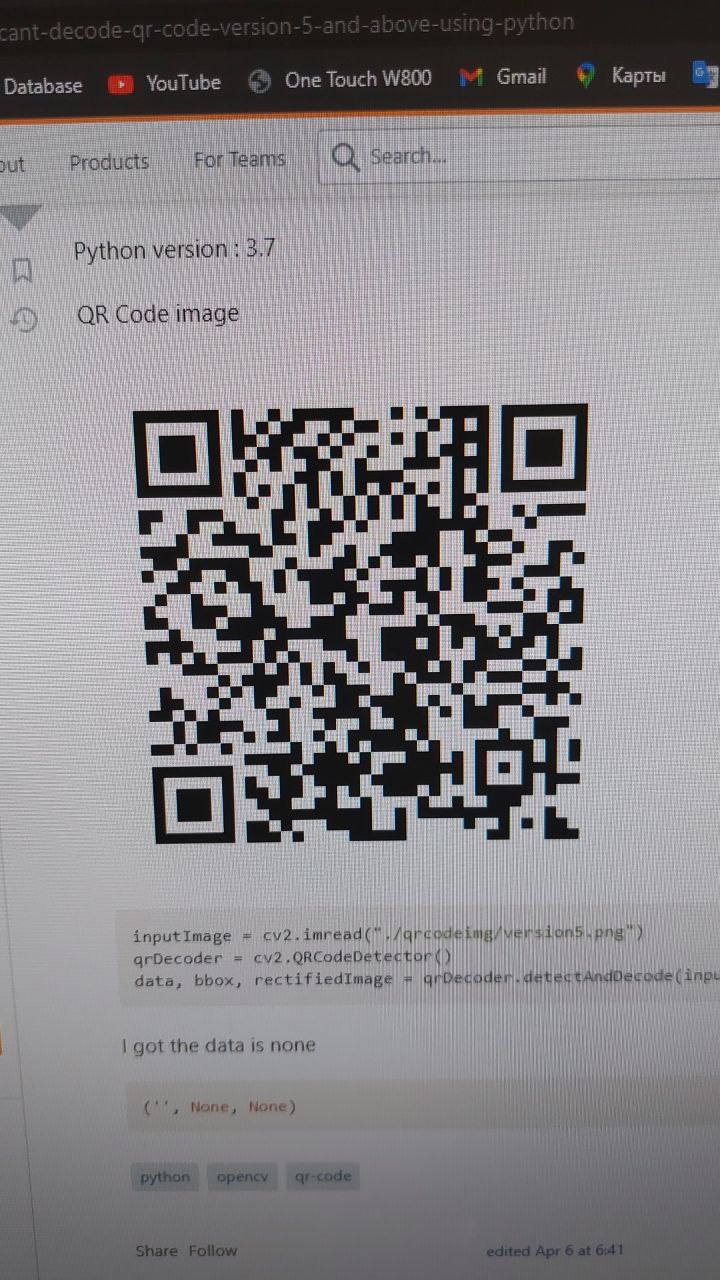 cant-decode-qr-code-version-5-and-above-using-python
Database YouTube One Touch W800 Gmail Карты
Products For Teams Search...
Python version : 3.7
QR Code image
inputImage = cv2.imread("./qrcodeimg/version5.png")
qrDecoder = cv2.QRCodeDetector()
data, bbox, rectifiedImage = qrDecoder.detectAndDecode(inpu
I got the data is none
('', None, None)
python opencv qr-code
Share Follow edited Apr 6 at 6:41